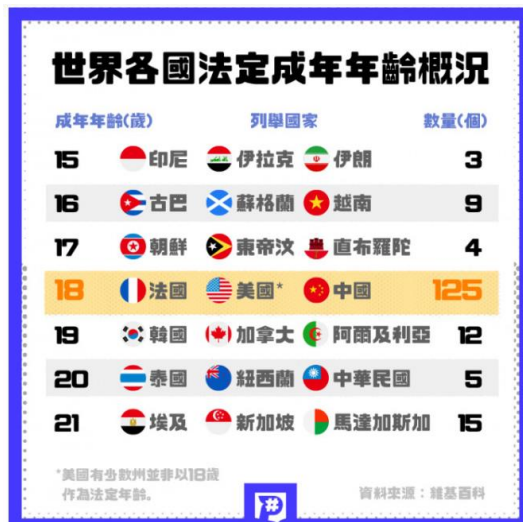 世界各國法定成年年齡概況
成年年齡(歲) 列舉國家 數量(個)
15 印尼 伊拉克 伊朗 3
16 古巴 蘇格蘭 越南 9
17 朝鮮 東帝汶 直布羅陀 4
18 法國 美國* 中國 125
19 韓國 加拿大 阿爾及利亞 12
20 泰國 紐西蘭 中華民國 5
21 埃及 新加坡 馬達加斯加 15
*美國有少數州並非以18歲
作為法定年齡。
資料來源：維基百科